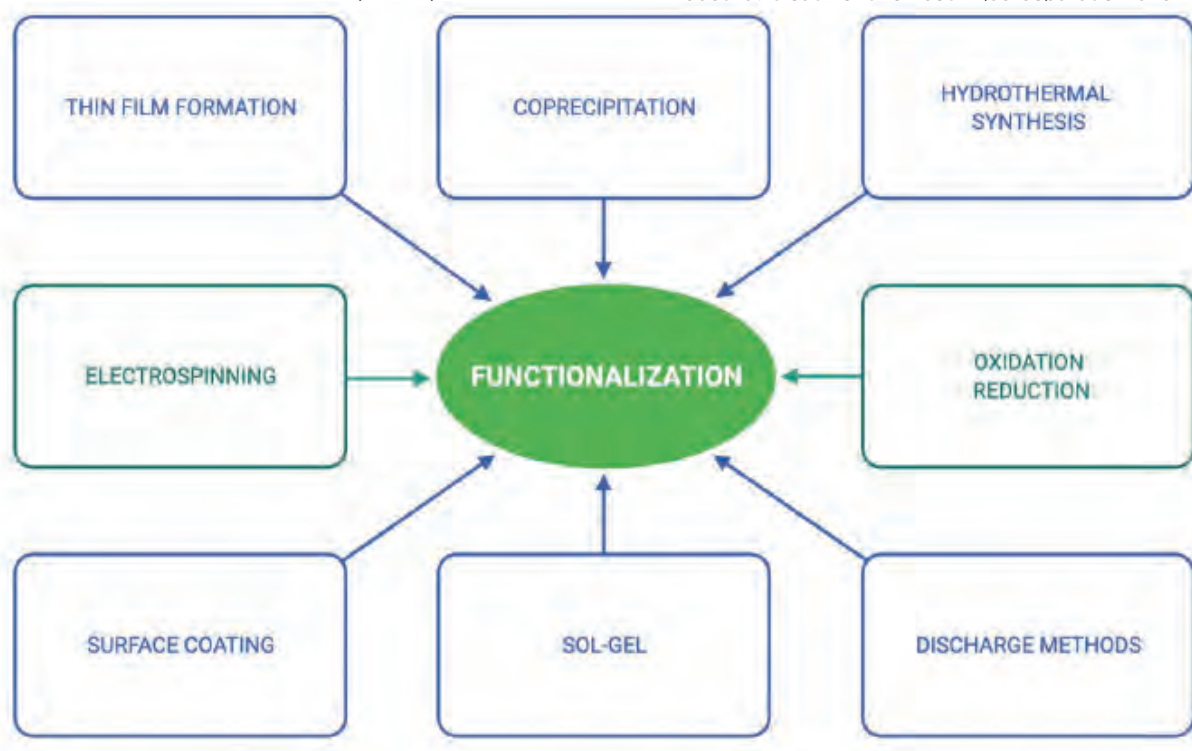 THIN FILM FORMATION
COPRECIPITATION
HYDROTHERMAL
SYNTHESIS
ELECTROSPINNING
FUNCTIONALIZATION
OXIDATION
REDUCTION
SURFACE COATING
SOL-GEL
DISCHARGE METHODS